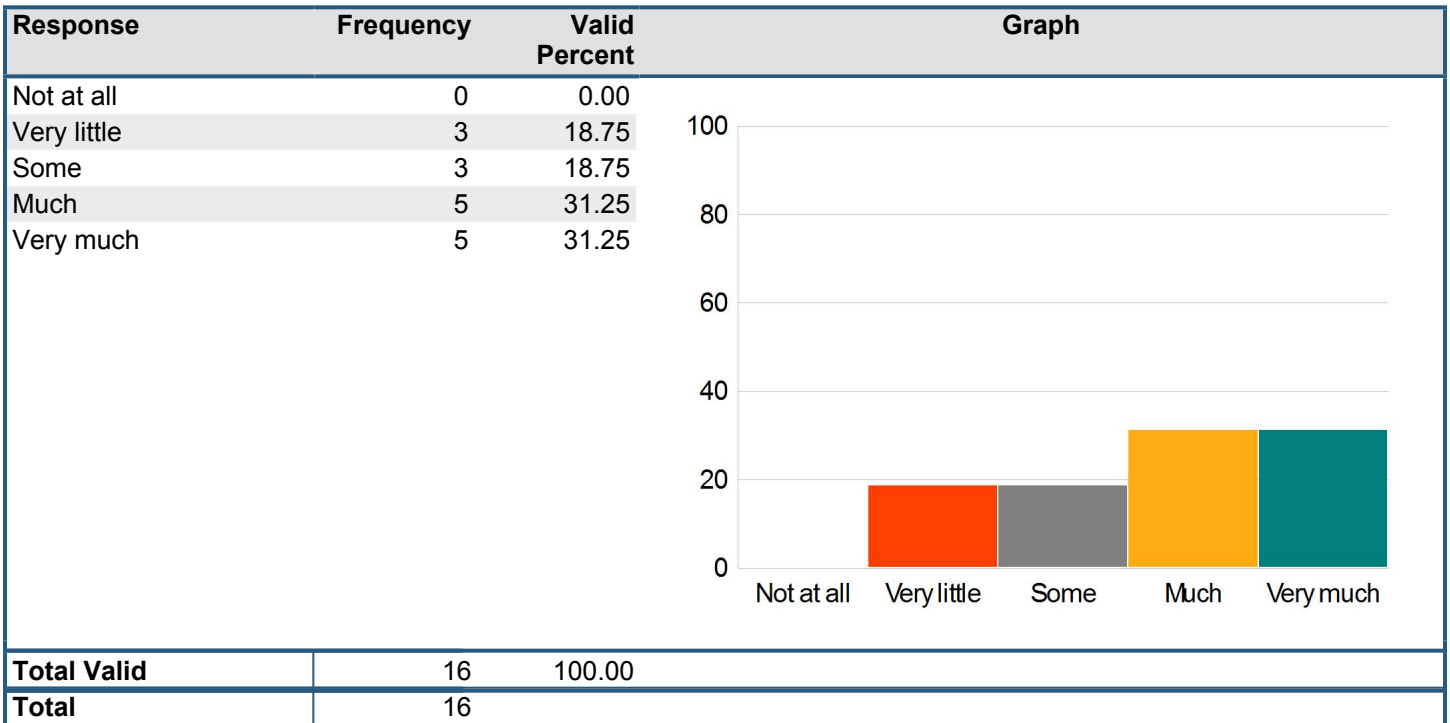 Response Frequency Valid Percent Graph
Not at all 0 0.00
Very little 3 18.75
Some 3 18.75
Much 5 31.25
Very much 5 31.25
100
80
60
40
20
0
Not at all Very little Some Much Very much
Total Valid 16 100.00
Total 16